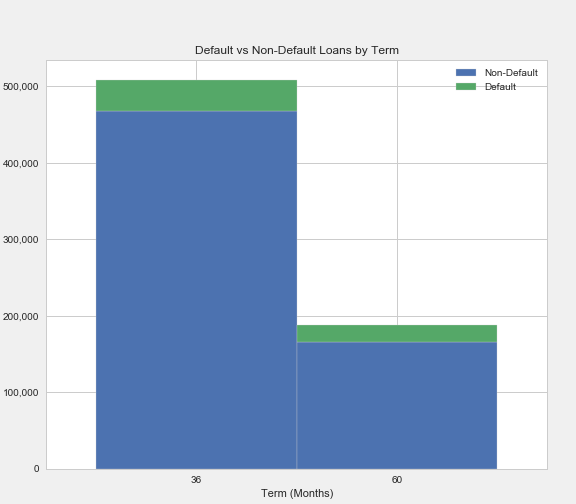 Default vs Non-Default Loans by Term
Non-Default
Default
500,000
400,000
300,000
200,000
100,000
0
36
60
Term (Months)